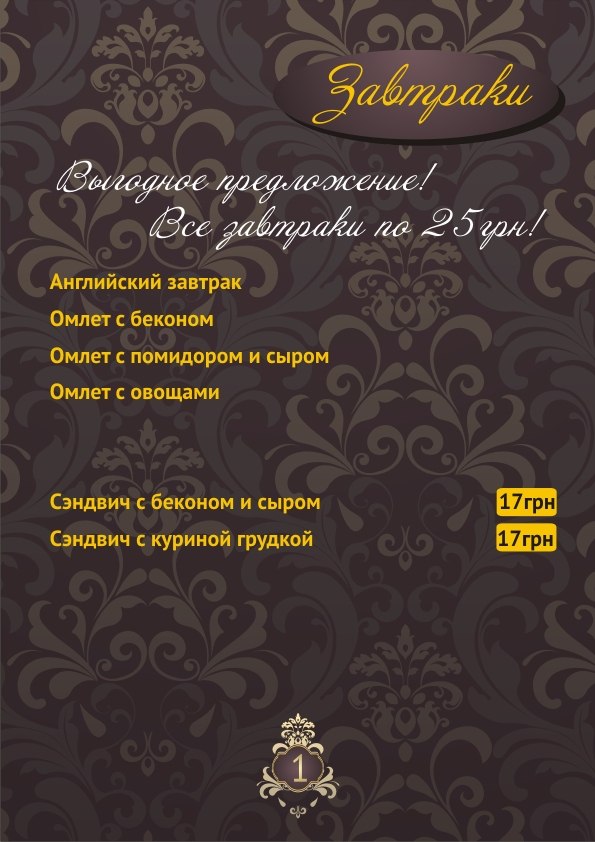 Завтраки
Выгодное предложение!
Все завтраки по 25грн!
Английский завтрак
Омлет с беконом
Омлет с помидором и сыром
Омлет с овощами
Сэндвич с беконом и сыром 17грн
Сэндвич с куриной грудкой 17грн
1